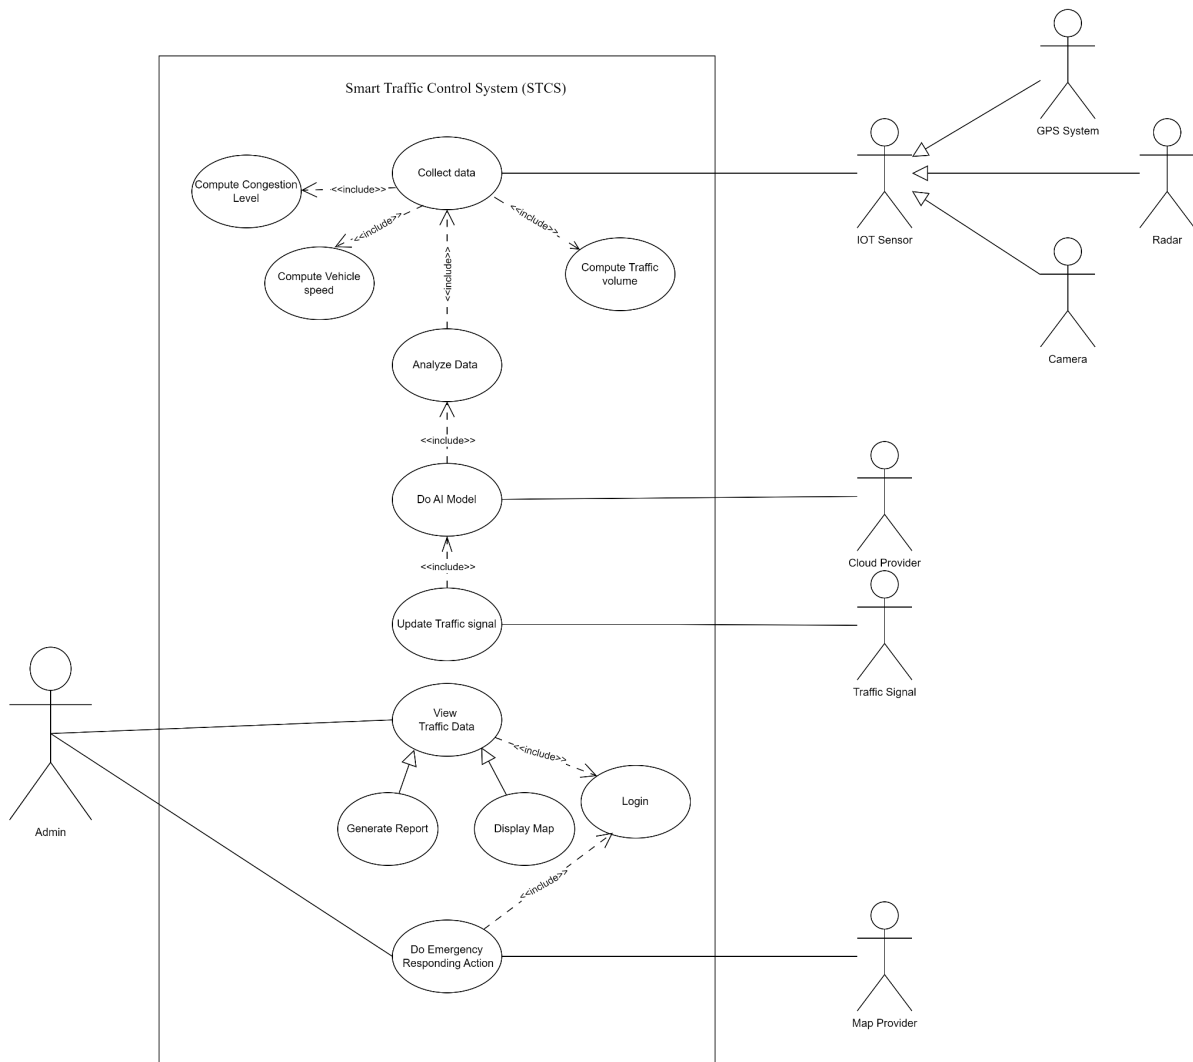 GPS System
Smart Traffic Control System (STCS)
Collect data
Compute Congestion
Level
<<include>>
<<include>>
<<include>>
IOT Sensor
Radar
Compute Vehicle
speed
<<include>>
Compute Traffic
volume
Camera
Analyze Data
<<include>>
Do AI Model
Cloud Provider
<<include>>
Update Traffic signal
Traffic Signal
View
Traffic Data
<<include>>
Login
Generate Report
Display Map
Admin
<<include>>
Do Emergency
Responding Action
Map Provider